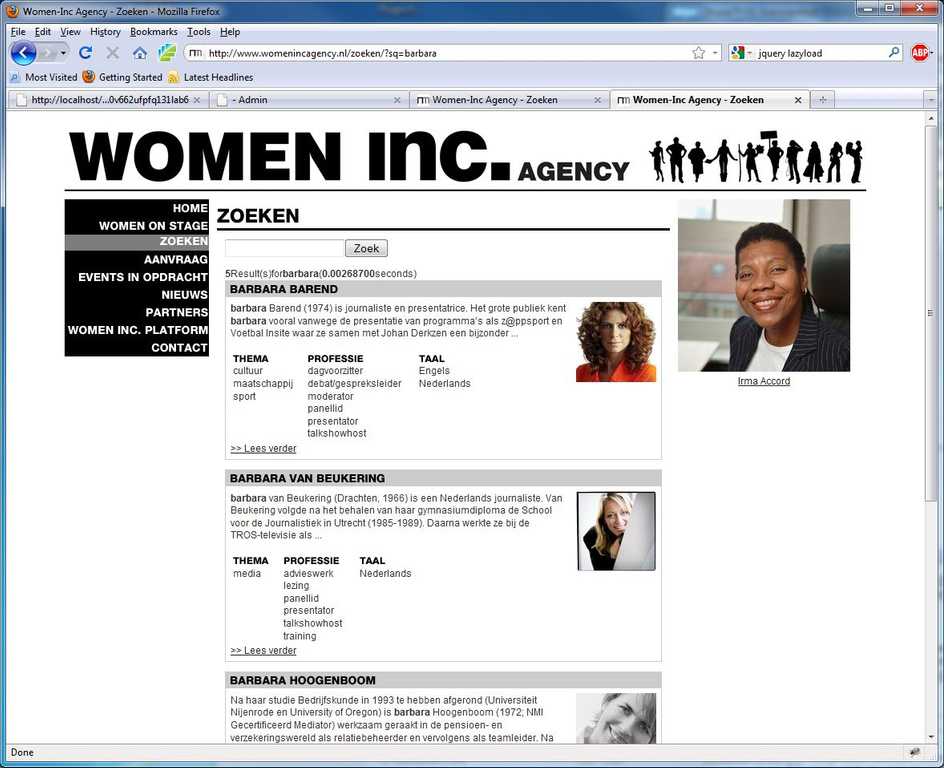 Women-Inc Agency - Zoeken - Mozilla Firefox
File Edit View History Bookmarks Tools Help
http://www.womenincagency.nl/zoeken/?sq=barbara
jquery lazyload
ABP
Most Visited Getting Started Latest Headlines
http://localhost/...0v662ufpfq131lab6
- Admin
Women-Inc Agency - Zoeken
Women-Inc Agency - Zoeken
WOMEN INC. AGENCY
HOME
WOMEN ON STAGE
ZOEKEN
AANVRAAG
EVENTS IN OPDRACHT
NIEUWS
PARTNERS
WOMEN INC. PLATFORM
CONTACT
ZOEKEN
Zoek
5Result(s)forbarbara(0.00268700seconds)
BARBARA BAREND
barbara Barend (1974) is journaliste en presentatrice. Het grote publiek kent
barbara vooral vanwege de presentatie van programma's als z@ppsport en
Voetbal Insite waar ze samen met Johan Derkzen een bijzonder ...
THEMA PROFESSIE TAAL
cultuur dagvoorzitter Engels
maatschappij debat/gespreksleider Nederlands
sport moderator
panellid
presentator
talkshowhost
>> Lees verder
BARBARA VAN BEUKERING
barbara van Beukering (Drachten, 1966) is een Nederlands journaliste. Van
Beukering volgde na het behalen van haar gymnasiumdiploma de School
voor de Journalistiek in Utrecht (1985-1989). Daarna werkte ze bij de
TROS-televisie als ...
THEMA PROFESSIE TAAL
media advieswerk Nederlands
lezing
panellid
presentator
talkshowhost
training
>> Lees verder
BARBARA HOOGENBOOM
Na haar studie Bedrijfskunde in 1993 te hebben afgerond (Universiteit
Nijenrode en University of Oregon) is barbara Hoogenboom (1972; NMI
Gecertificeerd Mediator) werkzaam geraakt in de pensioen- en
verzekeringswereld als relatiebeheerder en vervolgens als teamleider. Na
Irma Accord
Done